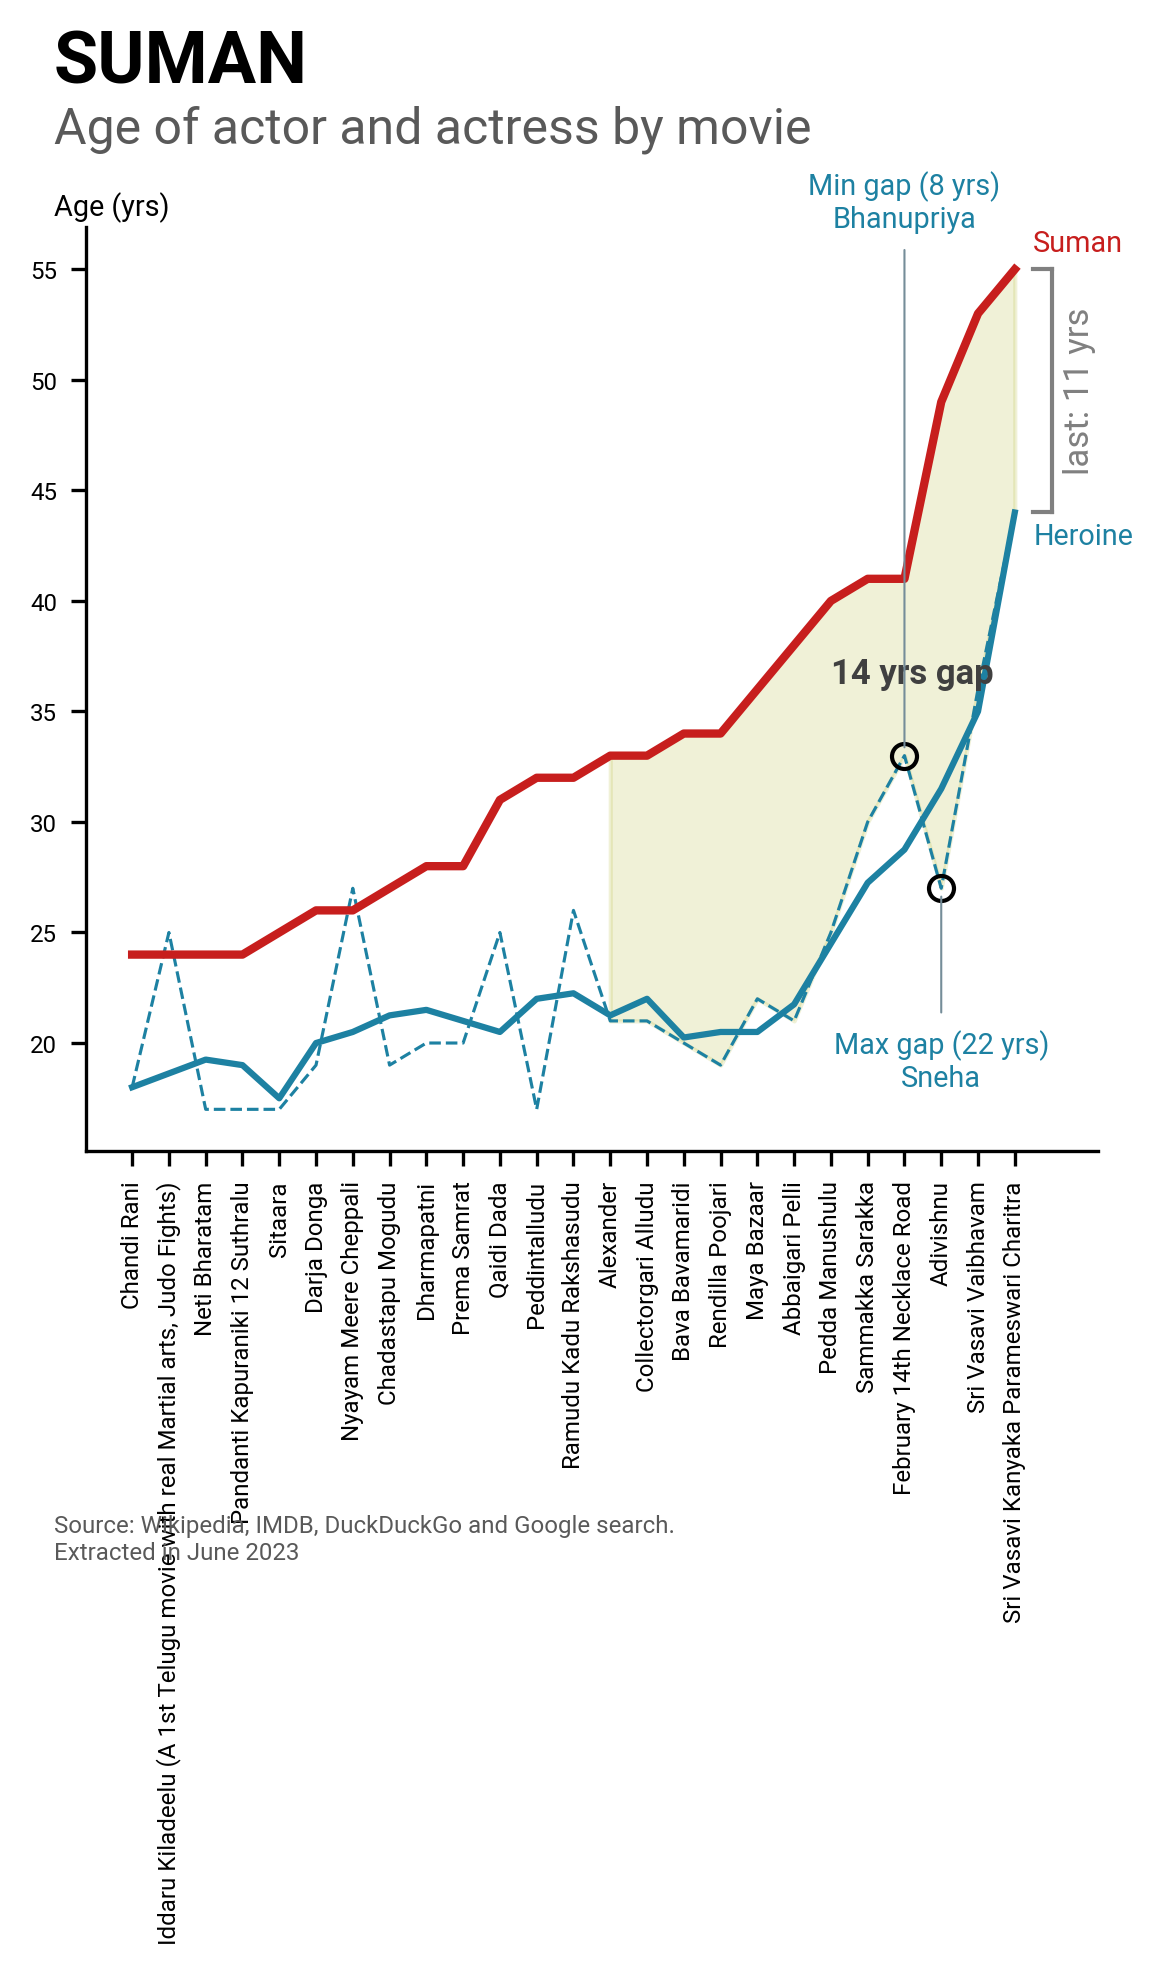 SUMAN
Age of actor and actress by movie
Min gap (8 yrs)
Bhanupriya
Age (yrs)
Suman
55
50
45
40
35
30
25
20
last: 11 yrs
Heroine
14 yrs gap
Max gap (22 yrs)
Sneha
Chandi Rani
Iddaru Kiladeelu (A 1st Telugu movie with real Martial arts, Judo Fights)
Neti Bharatam
Pandanti Kapuraniki 12 Suthralu
Sitaara
Darja Donga
Nyayam Meere Cheppali
Chadastapu Mogudu
Dharmapatni
Prema Samrat
Qaidi Dada
Peddintalludu
Ramudu Kadu Rakshasudu
Alexander
Collectorgari Alludu
Bava Bavamaridi
Rendilla Poojari
Maya Bazaar
Abbaigari Pelli
Pedda Manushulu
Sammakka Sarakka
February 14th Necklace Road
Adivishnu
Sri Vasavi Vaibhavam
Sri Vasavi Kanyaka Parameswari Charitra
Source: Wikipedia, IMDB, DuckDuckGo and Google search.
Extracted in June 2023